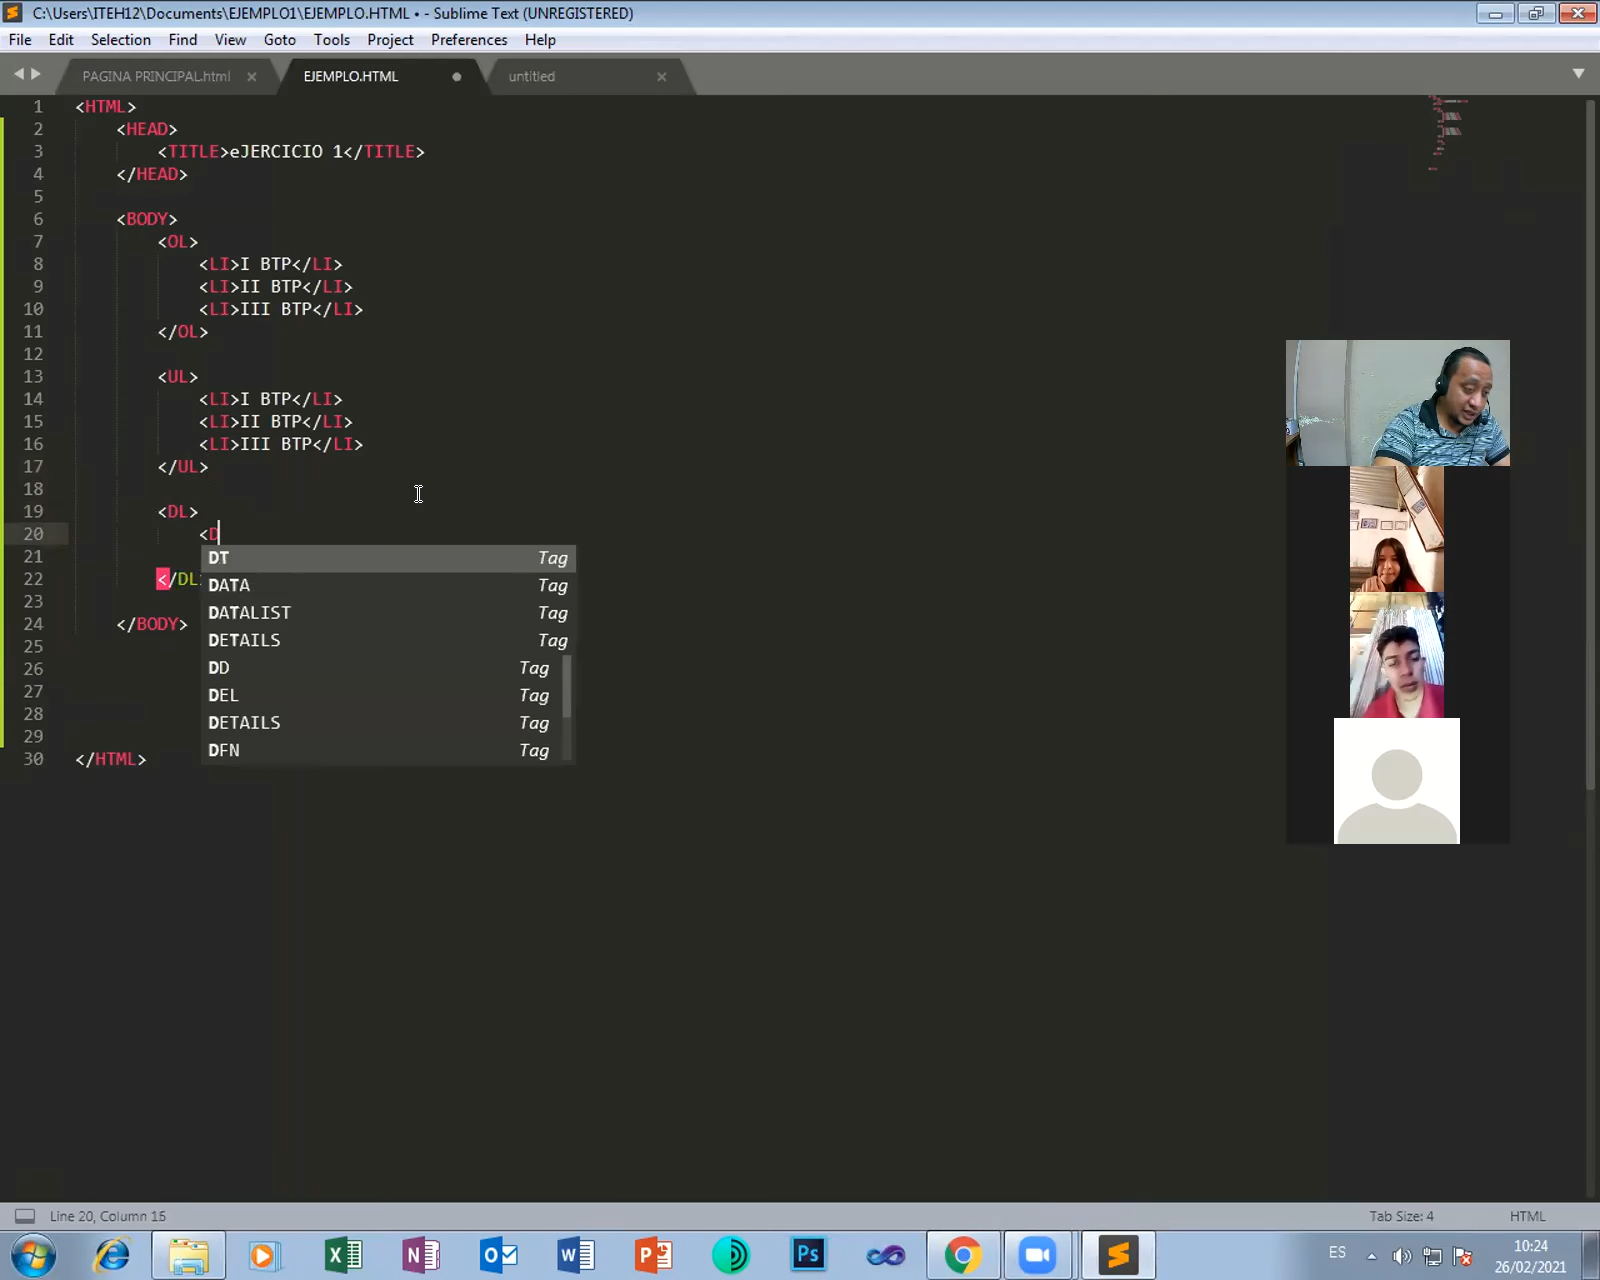 C:\Users\ITEH12\Documents\EJEMPLO1\EJEMPLO.HTML • - Sublime Text (UNREGISTERED)
File Edit Selection Find View Goto Tools Project Preferences Help
PAGINA PRINCIPAL.html EJEMPLO.HTML untitled
1 <HTML>
2 <HEAD>
3 <TITLE>eJERCICIO 1</TITLE>
4 </HEAD>
5
6 <BODY>
7 <OL>
8 <LI>I BTP</LI>
9 <LI>II BTP</LI>
10 <LI>III BTP</LI>
11 </OL>
12
13 <UL>
14 <LI>I BTP</LI>
15 <LI>II BTP</LI>
16 <LI>III BTP</LI>
17 </UL>
18
19 <DL>
20 <D
21 DT Tag
22 </DL>
DATA Tag
23 DATALIST Tag
24 </BODY>
DETAILS Tag
25
26 DD Tag
27 DEL Tag
28 DETAILS Tag
29 DFN Tag
30 </HTML>
Line 20, Column 15 Tab Size: 4 HTML
ES 10:24
26/02/2021